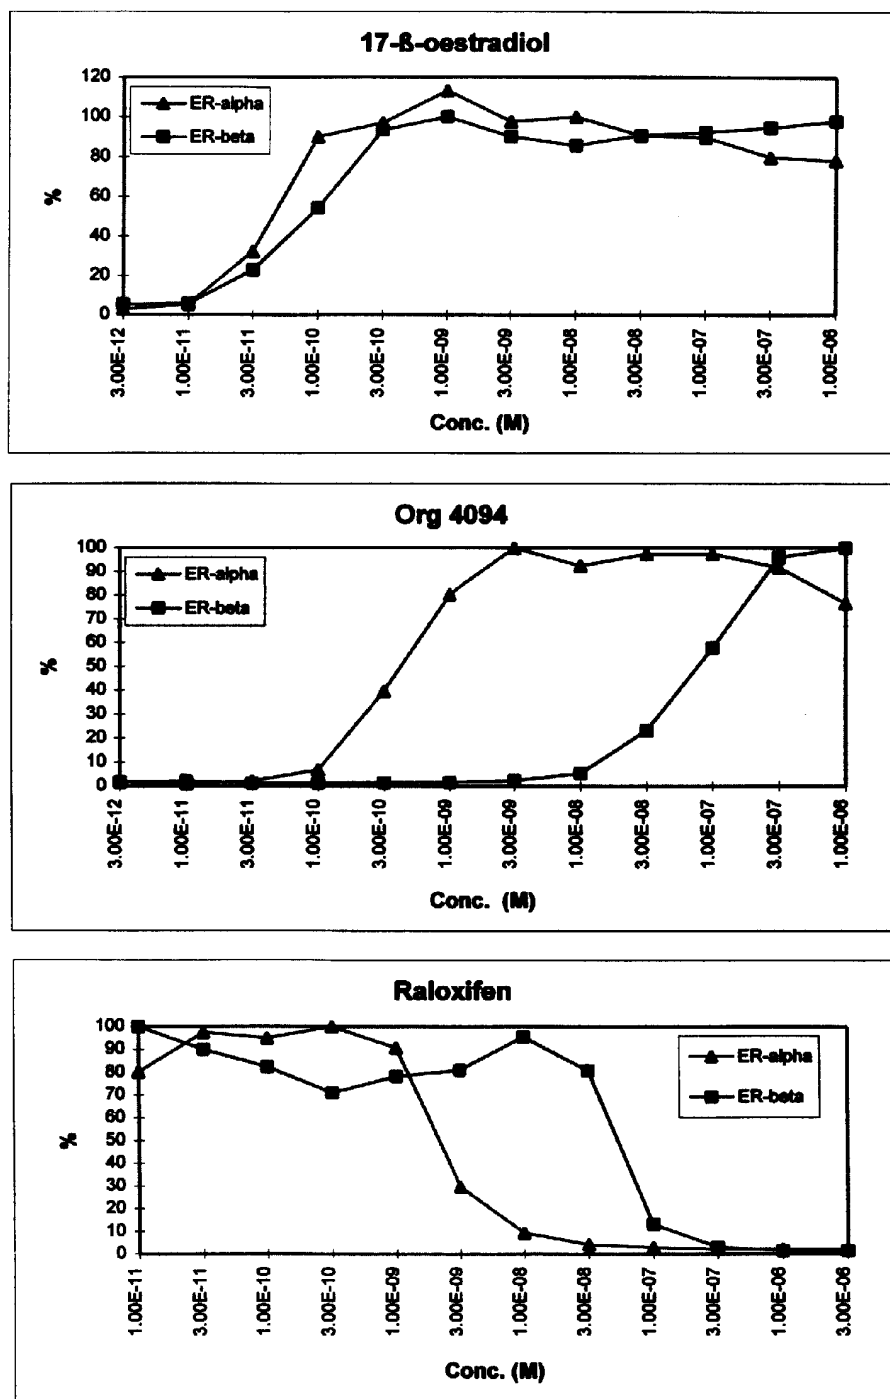 17-ß-oestradiol
120
100
80
60
40
20
0
%
ER-alpha
ER-beta
3.00E-12
1.00E-11
3.00E-11
1.00E-10
3.00E-10
1.00E-09
3.00E-09
1.00E-08
3.00E-08
1.00E-07
3.00E-07
1.00E-06
Conc. (M)
Org 4094
100
90
80
70
60
50
40
30
20
10
0
%
ER-alpha
ER-beta
3.00E-12
1.00E-11
3.00E-11
1.00E-10
3.00E-10
1.00E-09
3.00E-09
1.00E-08
3.00E-08
1.00E-07
3.00E-07
1.00E-06
Conc. (M)
Raloxifen
100
90
80
70
60
50
40
30
20
10
0
%
ER-alpha
ER-beta
1.00E-11
3.00E-11
1.00E-10
3.00E-10
1.00E-09
3.00E-09
1.00E-08
3.00E-08
1.00E-07
3.00E-07
1.00E-06
3.00E-06
Conc. (M)